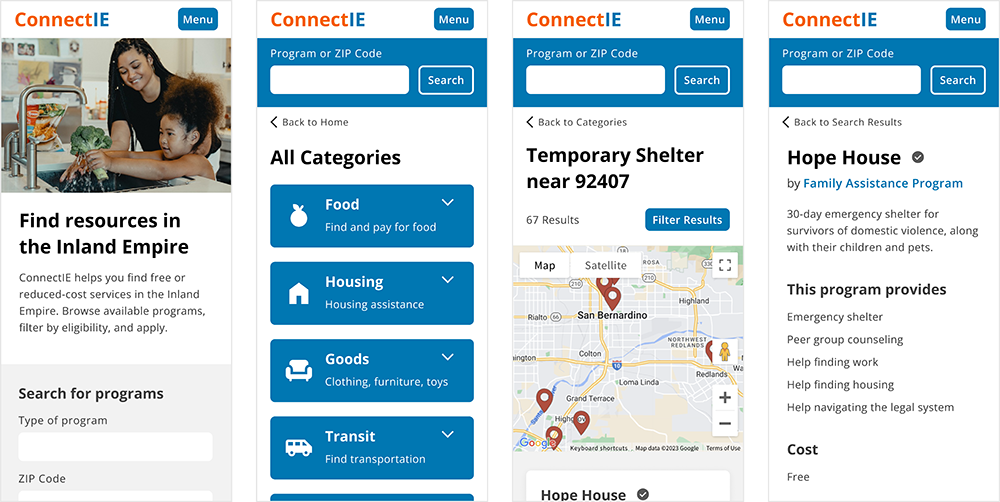 ConnectIE
Menu
Find resources in
the Inland Empire
ConnectIE helps you find free or
reduced-cost services in the Inland
Empire. Browse available programs,
filter by eligibility, and apply.
Search for programs
Type of program
ZIP Code
ConnectIE
Menu
Program or ZIP Code
Search
Back to Home
All Categories
Food
Find and pay for food
Housing
Housing assistance
Goods
Clothing, furniture, toys
Transit
Find transportation
ConnectIE
Menu
Program or ZIP Code
Search
Back to Categories
Temporary Shelter
near 92407
67 Results
Filter Results
Map
Satellite
ROSA
330
Highland
Rialto
66
San Bernardino
NORTHWEST
REDLANDS
Colton
10
Redlands
Loma Linda
Grand Terrace
Google
Keyboard shortcuts
Map data ©2023 Google
Terms of Use
Hope House
ConnectIE
Menu
Program or ZIP Code
Search
Back to Search Results
Hope House
by Family Assistance Program
30-day emergency shelter for
survivors of domestic violence, along
with their children and pets.
This program provides
Emergency shelter
Peer group counseling
Help finding work
Help finding housing
Help navigating the legal system
Cost
Free